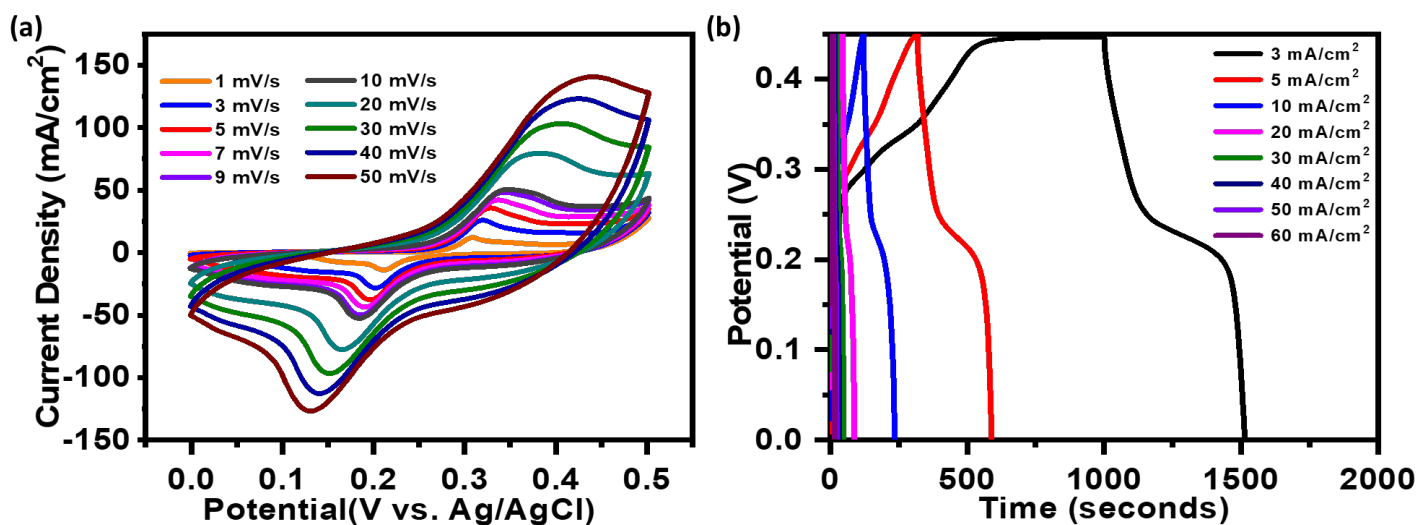 (a)
Current Density (mA/cm²)
150
100
50
0
-50
-100
-150
1 mV/s
3 mV/s
5 mV/s
7 mV/s
9 mV/s
10 mV/s
20 mV/s
30 mV/s
40 mV/s
50 mV/s
0.0 0.1 0.2 0.3 0.4 0.5
Potential(V vs. Ag/AgCl)
(b)
Potential (V)
0.4
0.3
0.2
0.1
0.0
3 mA/cm²
5 mA/cm²
10 mA/cm²
20 mA/cm²
30 mA/cm²
40 mA/cm²
50 mA/cm²
60 mA/cm²
0 500 1000 1500 2000
Time (seconds)